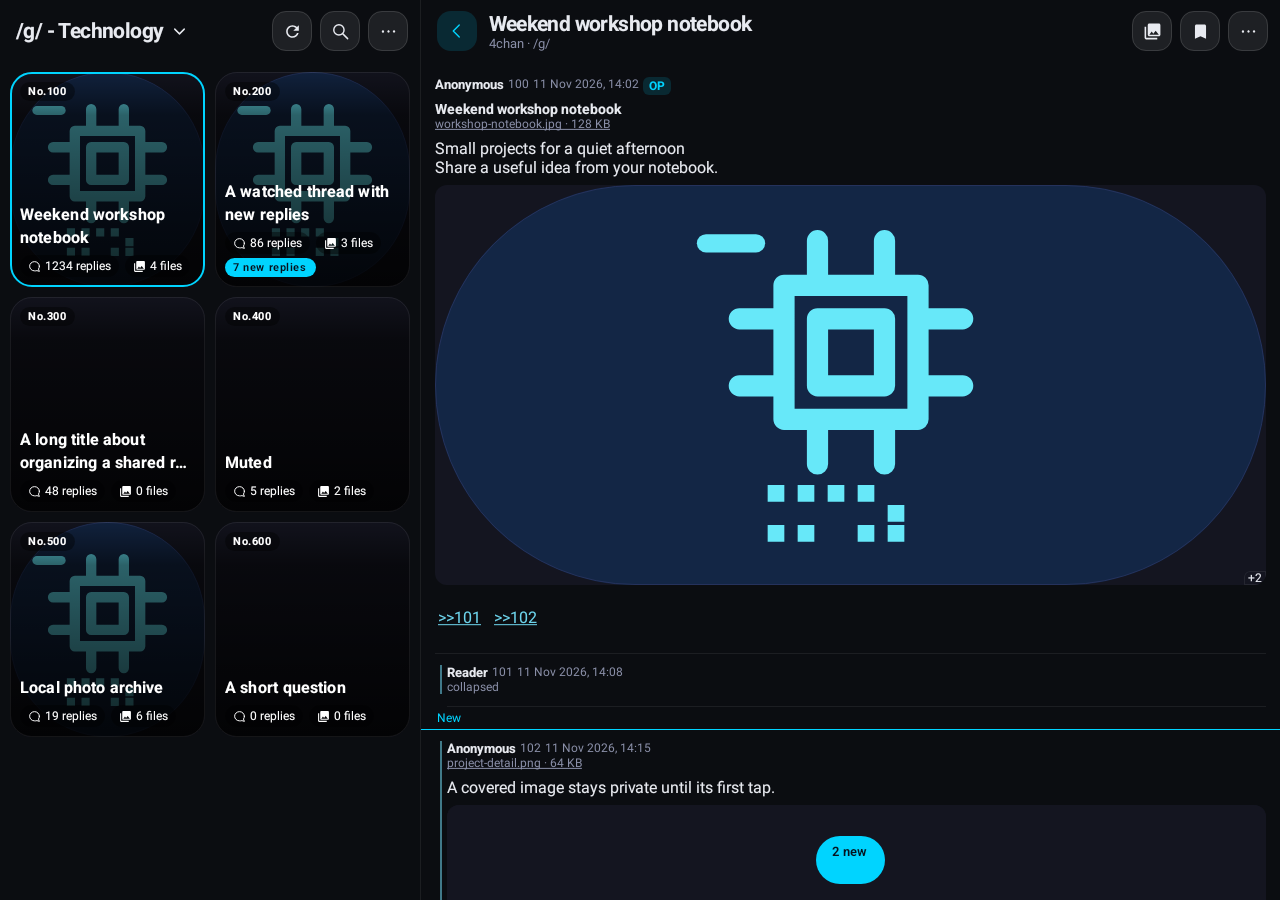 /g/ - Technology
No.100
Weekend workshop
notebook
1234 replies 4 files
No.200
A watched thread with
new replies
86 replies 3 files
7 new replies
No.300
A long title about
organizing a shared r…
48 replies 0 files
No.400
Muted
5 replies 2 files
No.500
Local photo archive
19 replies 6 files
No.600
A short question
0 replies 0 files
Weekend workshop notebook
4chan · /g/
Anonymous 100 11 Nov 2026, 14:02 OP
Weekend workshop notebook
workshop-notebook.jpg · 128 KB
Small projects for a quiet afternoon
Share a useful idea from your notebook.
+2
>>101 >>102
Reader 101 11 Nov 2026, 14:08
collapsed
New
Anonymous 102 11 Nov 2026, 14:15
project-detail.png · 64 KB
A covered image stays private until its first tap.
2 new